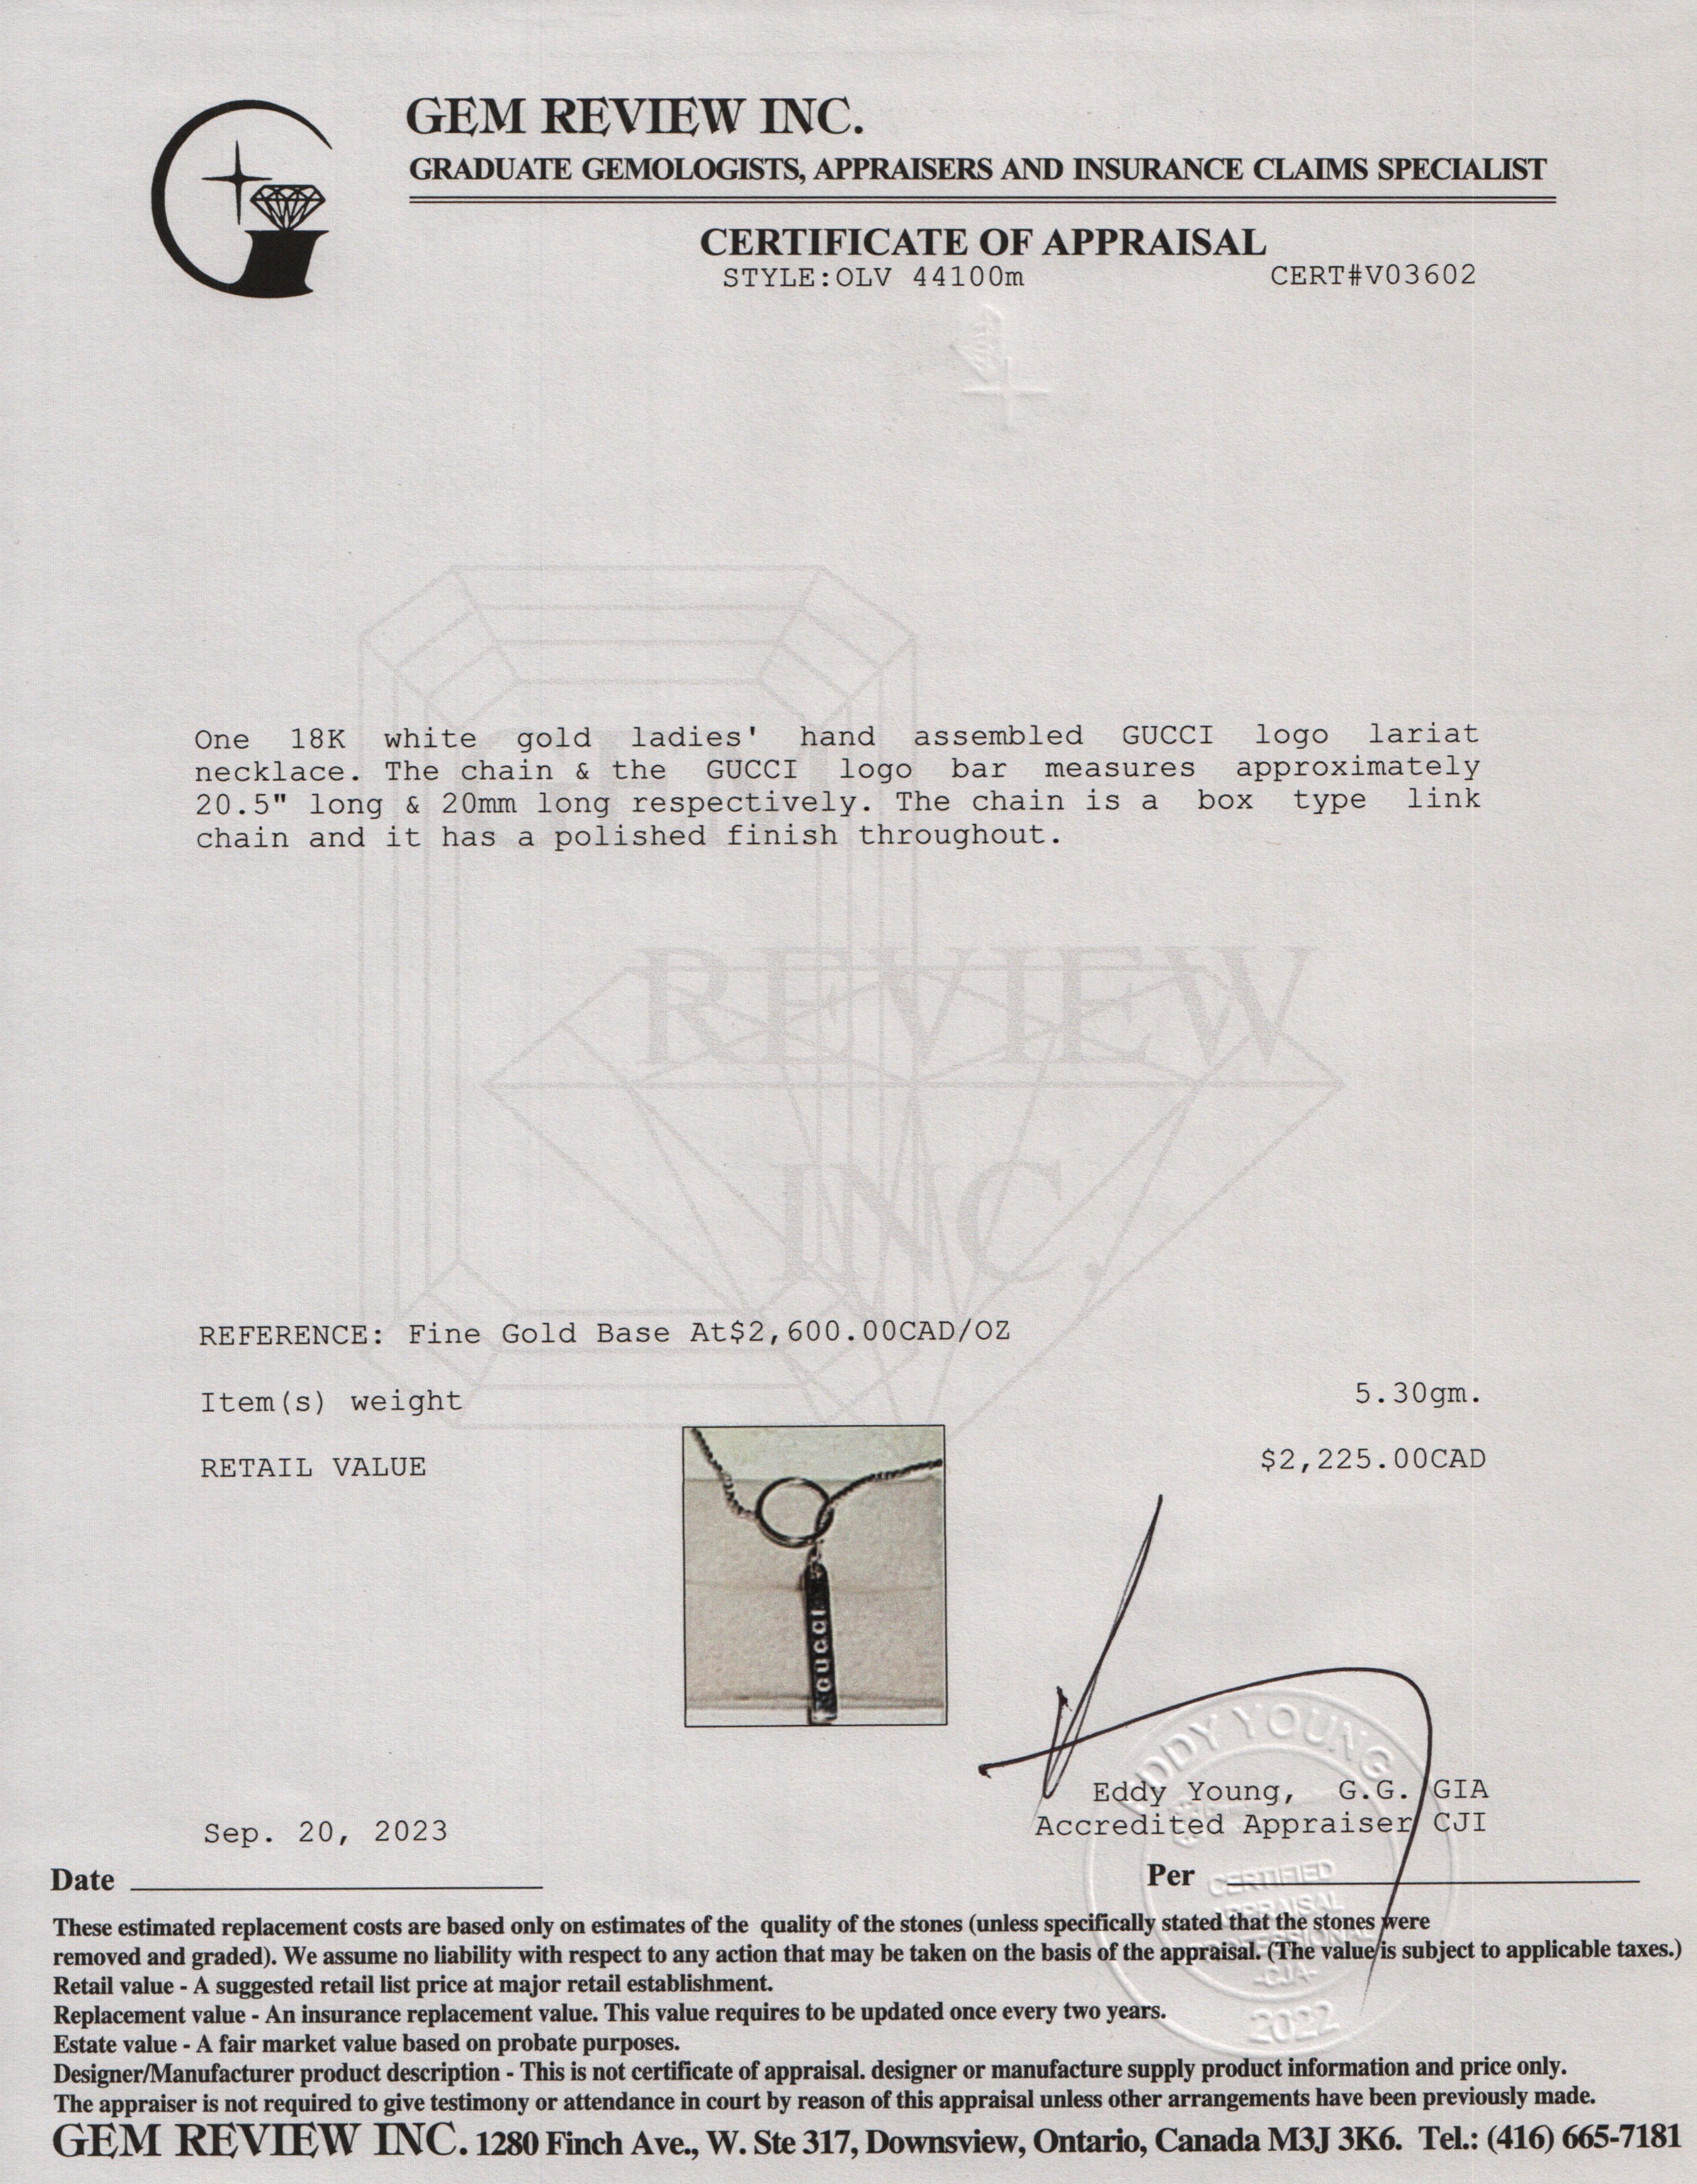 GEM REVIEW INC.
GRADUATE GEMOLOGISTS, APPRAISERS AND INSURANCE CLAIMS SPECIALIST
CERTIFICATE OF APPRAISAL
STYLE:OLV 44100m CERT#V03602
One 18K white gold ladies' hand assembled GUCCI logo lariat
necklace. The chain & the GUCCI logo bar measures approximately
20.5" long & 20mm long respectively. The chain is a box type link
chain and it has a polished finish throughout.
REVIEW
INC.
REFERENCE: Fine Gold Base At$2,600.00CAD/OZ
Item(s) weight 5.30gm.
RETAIL VALUE $2,225.00CAD
GUCCI
EDDY YOUNG
Eddy Young, G.G. GIA
Accredited Appraiser CJI
Sep. 20, 2023
Date
Per
CERTIFIED
APPRAISAL
PROFESSIONAL
-CJA-
2022
These estimated replacement costs are based only on estimates of the quality of the stones (unless specifically stated that the stones were
removed and graded). We assume no liability with respect to any action that may be taken on the basis of the appraisal. (The value is subject to applicable taxes.)
Retail value - A suggested retail list price at major retail establishment.
Replacement value - An insurance replacement value. This value requires to be updated once every two years.
Estate value - A fair market value based on probate purposes.
Designer/Manufacturer product description - This is not certificate of appraisal. designer or manufacture supply product information and price only.
The appraiser is not required to give testimony or attendance in court by reason of this appraisal unless other arrangements have been previously made.
GEM REVIEW INC. 1280 Finch Ave., W. Ste 317, Downsview, Ontario, Canada M3J 3K6. Tel.: (416) 665-7181